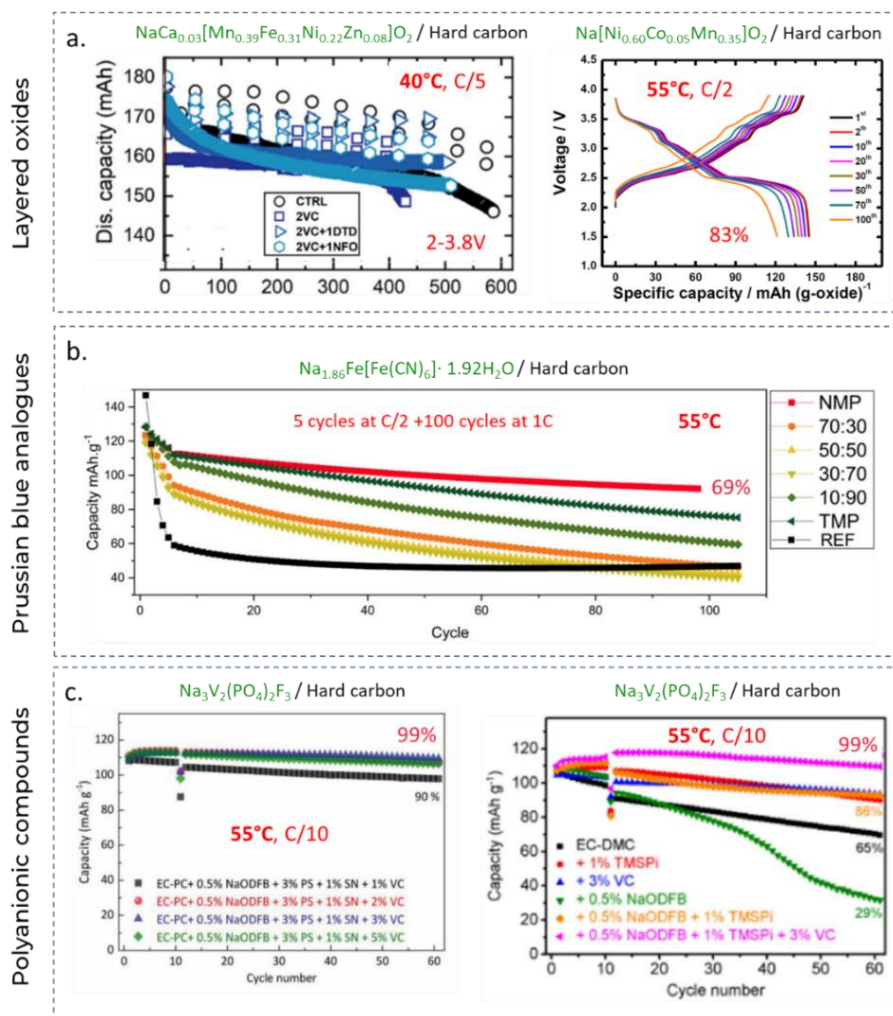 Layered oxides
a.
NaCa0.03[Mn0.39Fe0.31Ni0.22Zn0.08]O2 / Hard carbon
Dis. capacity (mAh)
170
160
150
140
0 100 200 300 400 500 600
40°C, C/5
CTRL
2VC
2VC+1DTD
2VC+1NFO
2-3.8V
Na[Ni0.60Co0.05Mn0.35]O2 / Hard carbon
Voltage / V
4.5
4.0
3.5
3.0
2.5
2.0
1.5
1.0
55°C, C/2
1st
2th
10th
20th
30th
50th
70th
100th
83%
0 30 60 90 120 150 180
Specific capacity / mAh (g-oxide)-1
Prussian blue analogues
b.
Na1.86Fe[Fe(CN)6]· 1.92H2O / Hard carbon
Capacity mAh.g-1
140
120
100
80
60
40
5 cycles at C/2 +100 cycles at 1C
55°C
69%
0 20 40 60 80 100
Cycle
NMP
70:30
50:50
30:70
10:90
TMP
REF
Polyanionic compounds
c.
Na3V2(PO4)2F3 / Hard carbon
Capacity (mAh g-1)
140
120
100
80
60
40
20
0
99%
90 %
55°C, C/10
EC-PC+ 0.5% NaODFB + 3% PS + 1% SN + 1% VC
EC-PC+ 0.5% NaODFB + 3% PS + 1% SN + 2% VC
EC-PC+ 0.5% NaODFB + 3% PS + 1% SN + 3% VC
EC-PC+ 0.5% NaODFB + 3% PS + 1% SN + 5% VC
0 10 20 30 40 50 60
Cycle number
Na3V2(PO4)2F3 / Hard carbon
Capacity (mAh g-1)
140
120
100
80
60
40
20
0
55°C, C/10
99%
86%
65%
29%
EC-DMC
+ 1% TMSPi
+ 3% VC
+ 0.5% NaODFB
+ 0.5% NaODFB + 1% TMSPi
+ 0.5% NaODFB + 1% TMSPi + 3% VC
0 10 20 30 40 50 60
Cycle number